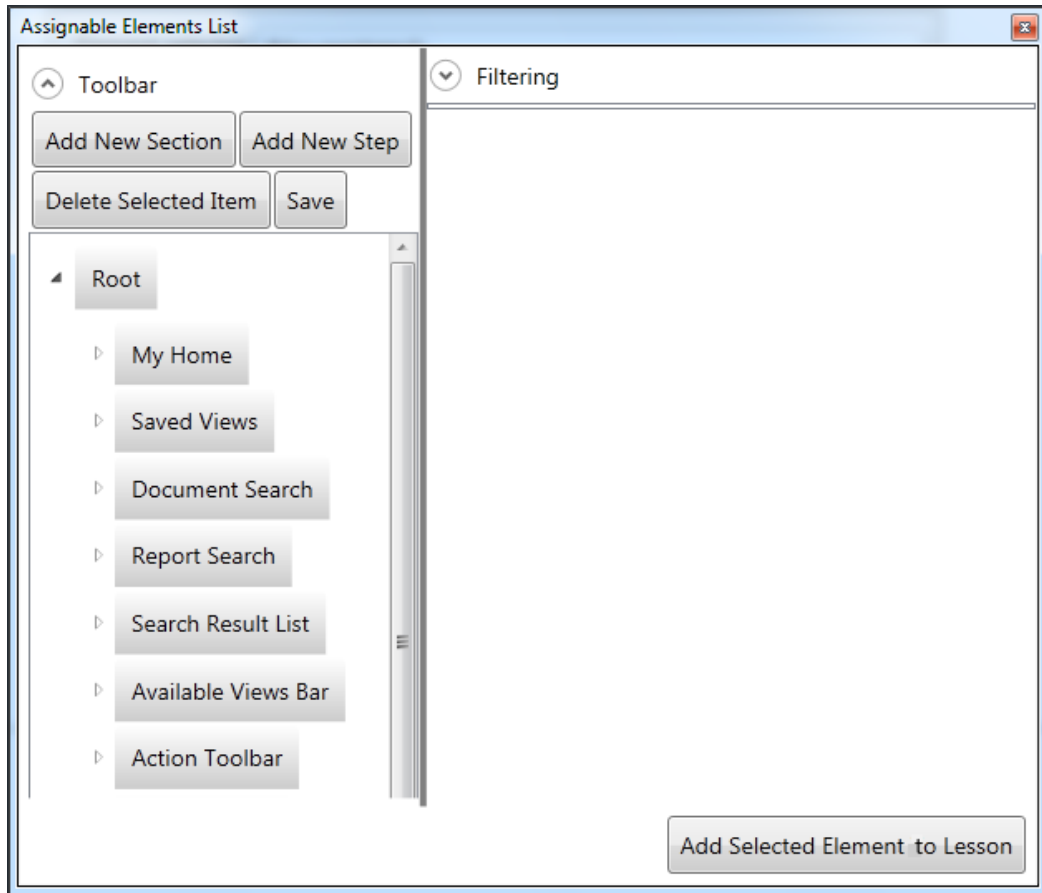 Assignable Elements List
Toolbar
Add New Section
Add New Step
Delete Selected Item
Save
Root
My Home
Saved Views
Document Search
Report Search
Search Result List
Available Views Bar
Action Toolbar
Filtering
Add Selected Element to Lesson